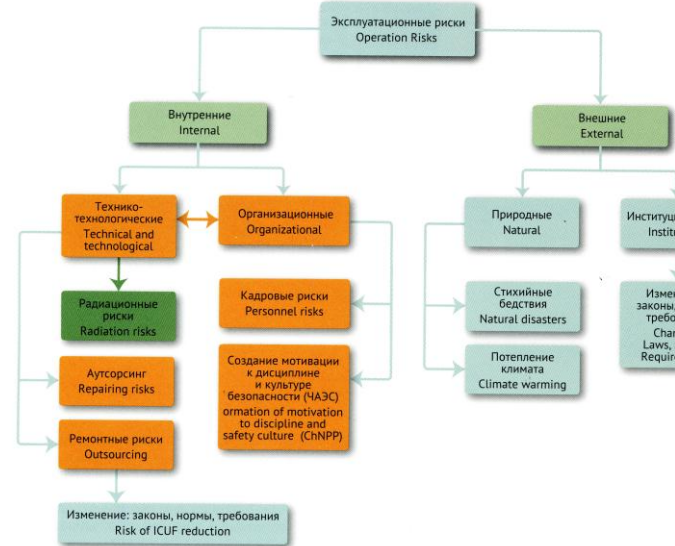 Эксплуатационные риски
Operation Risks
Внутренние
Internal
Внешние
External
Технико-
технологические
Technical and
technological
Организационные
Organizational
Природные
Natural
Радиационные
риски
Radiation risks
Кадровые риски
Personnel risks
Стихийные
бедствия
Natural disasters
Аутсорсинг
Repairing risks
Создание мотивации
к дисциплине
и культуре
безопасности (ЧАЭС)
ormation of motivation
to discipline and
safety culture (ChNPP)
Потепление
климата
Climate warming
Ремонтные риски
Outsourcing
Изменение: законы, нормы, требования
Risk of ICUF reduction